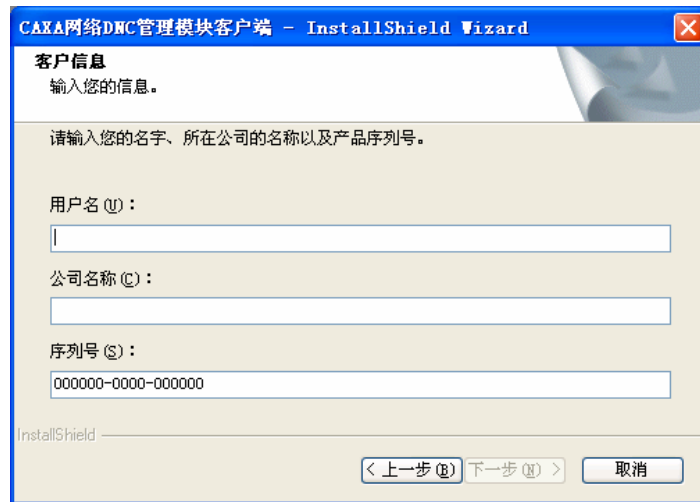 CAXA网络DNC管理模块客户端 - InstallShield Wizard
客户信息
输入您的信息。
请输入您的名字、所在公司的名称以及产品序列号。
用户名(U)：
公司名称(C)：
序列号(S)：
000000-0000-000000
InstallShield
< 上一步(B) 下一步(N) > 取消